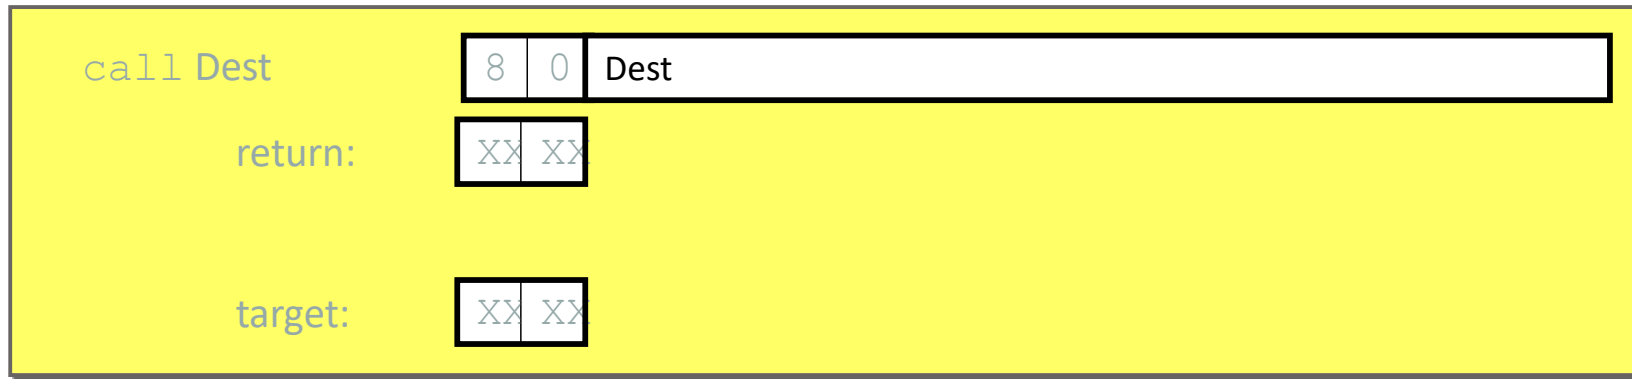 call Dest 8 0 Dest
return: XX XX
target: XX XX